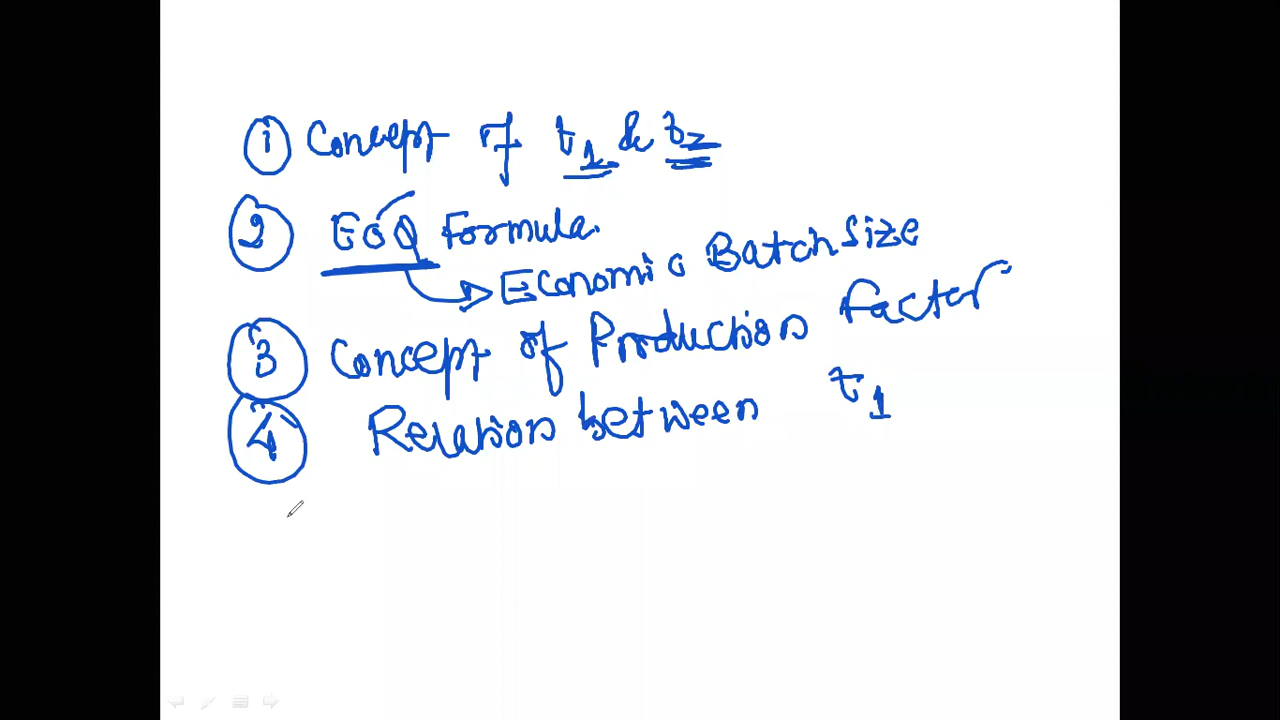 1 Concept of t1 & t2
2 EOQ Formula.
→ Economic Batch Size
3 Concept of Production Factor
4 Relation between t1